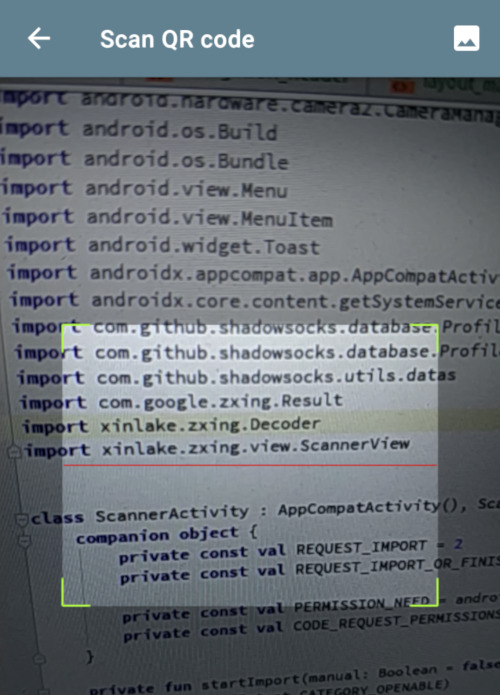 Scan QR code
layout_ma
import android.hardware.camera2.CameraManag
import android.os.Build
import android.os.Bundle
import android.view.Menu
import android.view.MenuItem
import android.widget.Toast
import androidx.appcompat.app.AppCompatActiv
import androidx.core.content.getSystemService
import com.github.shadowsocks.database.Profil
import com.github.shadowsocks.database.Profil
import com.github.shadowsocks.utils.datas
import com.google.zxing.Result
import xinlake.zxing.Decoder
import xinlake.zxing.view.ScannerView
class ScannerActivity : AppCompatActivity(), Sca
companion object {
private const val REQUEST_IMPORT = 2
private const val REQUEST_IMPORT_OR_FINIS
private const val PERMISSION_NEED = andro
private const val CODE_REQUEST_PERMISSIONS
}
private fun startImport(manual: Boolean = false
CATEGORY_OPENABLE)